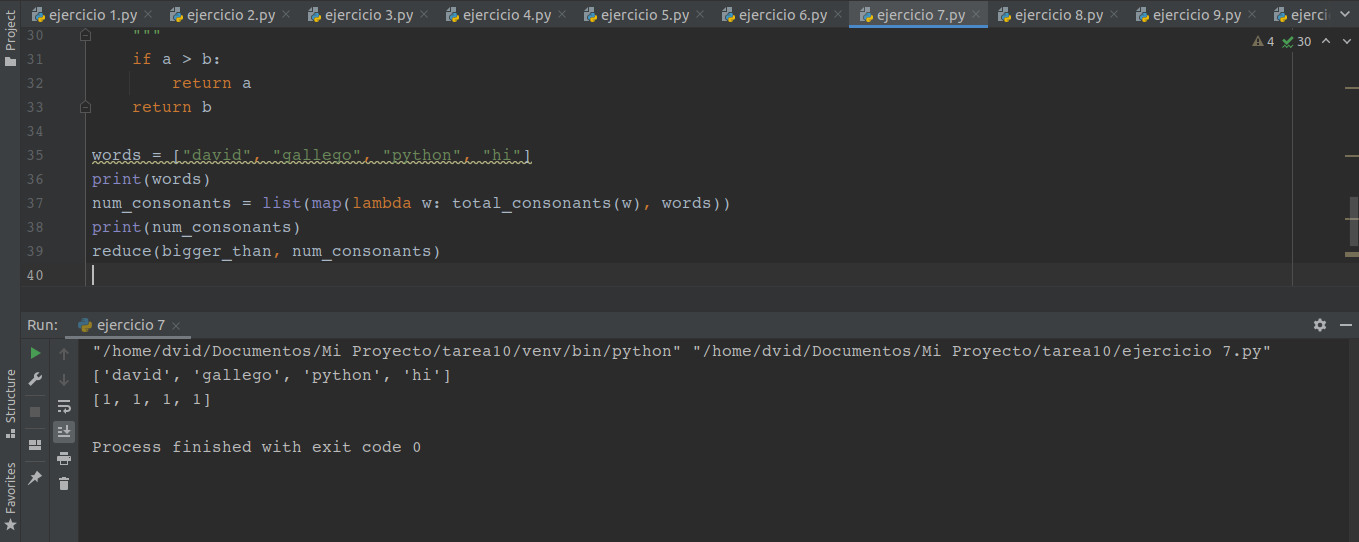 Project
ejercicio 1.py ejercicio 2.py ejercicio 3.py ejercicio 4.py ejercicio 5.py ejercicio 6.py ejercicio 7.py ejercicio 8.py ejercicio 9.py ejerci
4 30
30 """
31 if a > b:
32 return a
33 return b
34
35 words = ["david", "gallego", "python", "hi"]
36 print(words)
37 num_consonants = list(map(lambda w: total_consonants(w), words))
38 print(num_consonants)
39 reduce(bigger_than, num_consonants)
40
Run: ejercicio 7
"/home/dvid/Documentos/Mi Proyecto/tarea10/venv/bin/python" "/home/dvid/Documentos/Mi Proyecto/tarea10/ejercicio 7.py"
['david', 'gallego', 'python', 'hi']
[1, 1, 1, 1]
Process finished with exit code 0
Structure
Favorites